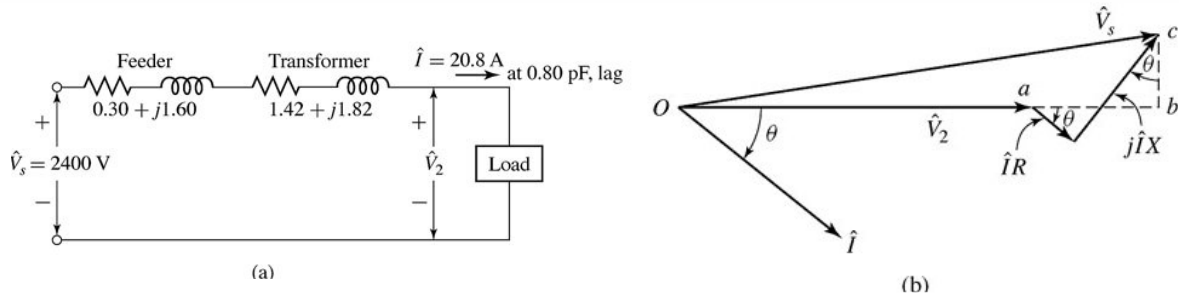 Feeder
Transformer
Î = 20.8 A
at 0.80 pF, lag
0.30 + j1.60
1.42 + j1.82
+
+
V̂s = 2400 V
V̂2
Load
−
−
(a)
V̂s
c
θ
O
a
b
θ
V̂2
θ
ÎR
jÎX
Î
(b)